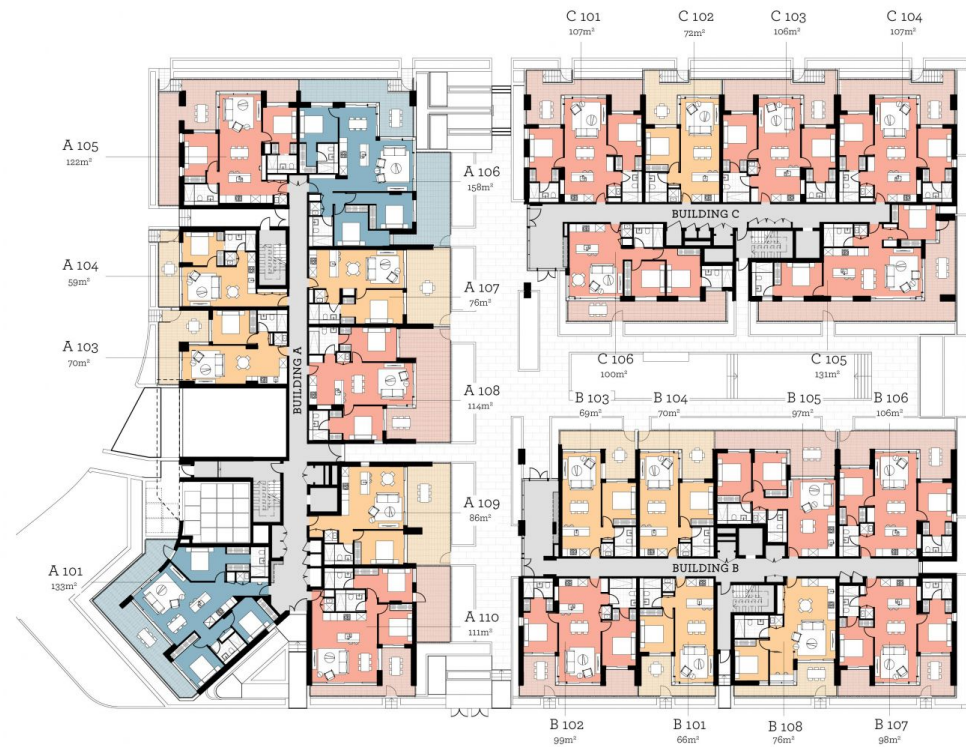 C 101
107m²
C 102
72m²
C 103
106m²
C 104
107m²
A 105
122m²
A 106
158m²
BUILDING C
A 104
59m²
A 107
76m²
A 103
70m²
BUILDING A
C 106
100m²
C 105
131m²
A 108
114m²
B 103
69m²
B 104
70m²
B 105
97m²
B 106
106m²
A 109
86m²
A 101
133m²
BUILDING B
A 110
111m²
B 102
99m²
B 101
66m²
B 108
76m²
B 107
98m²